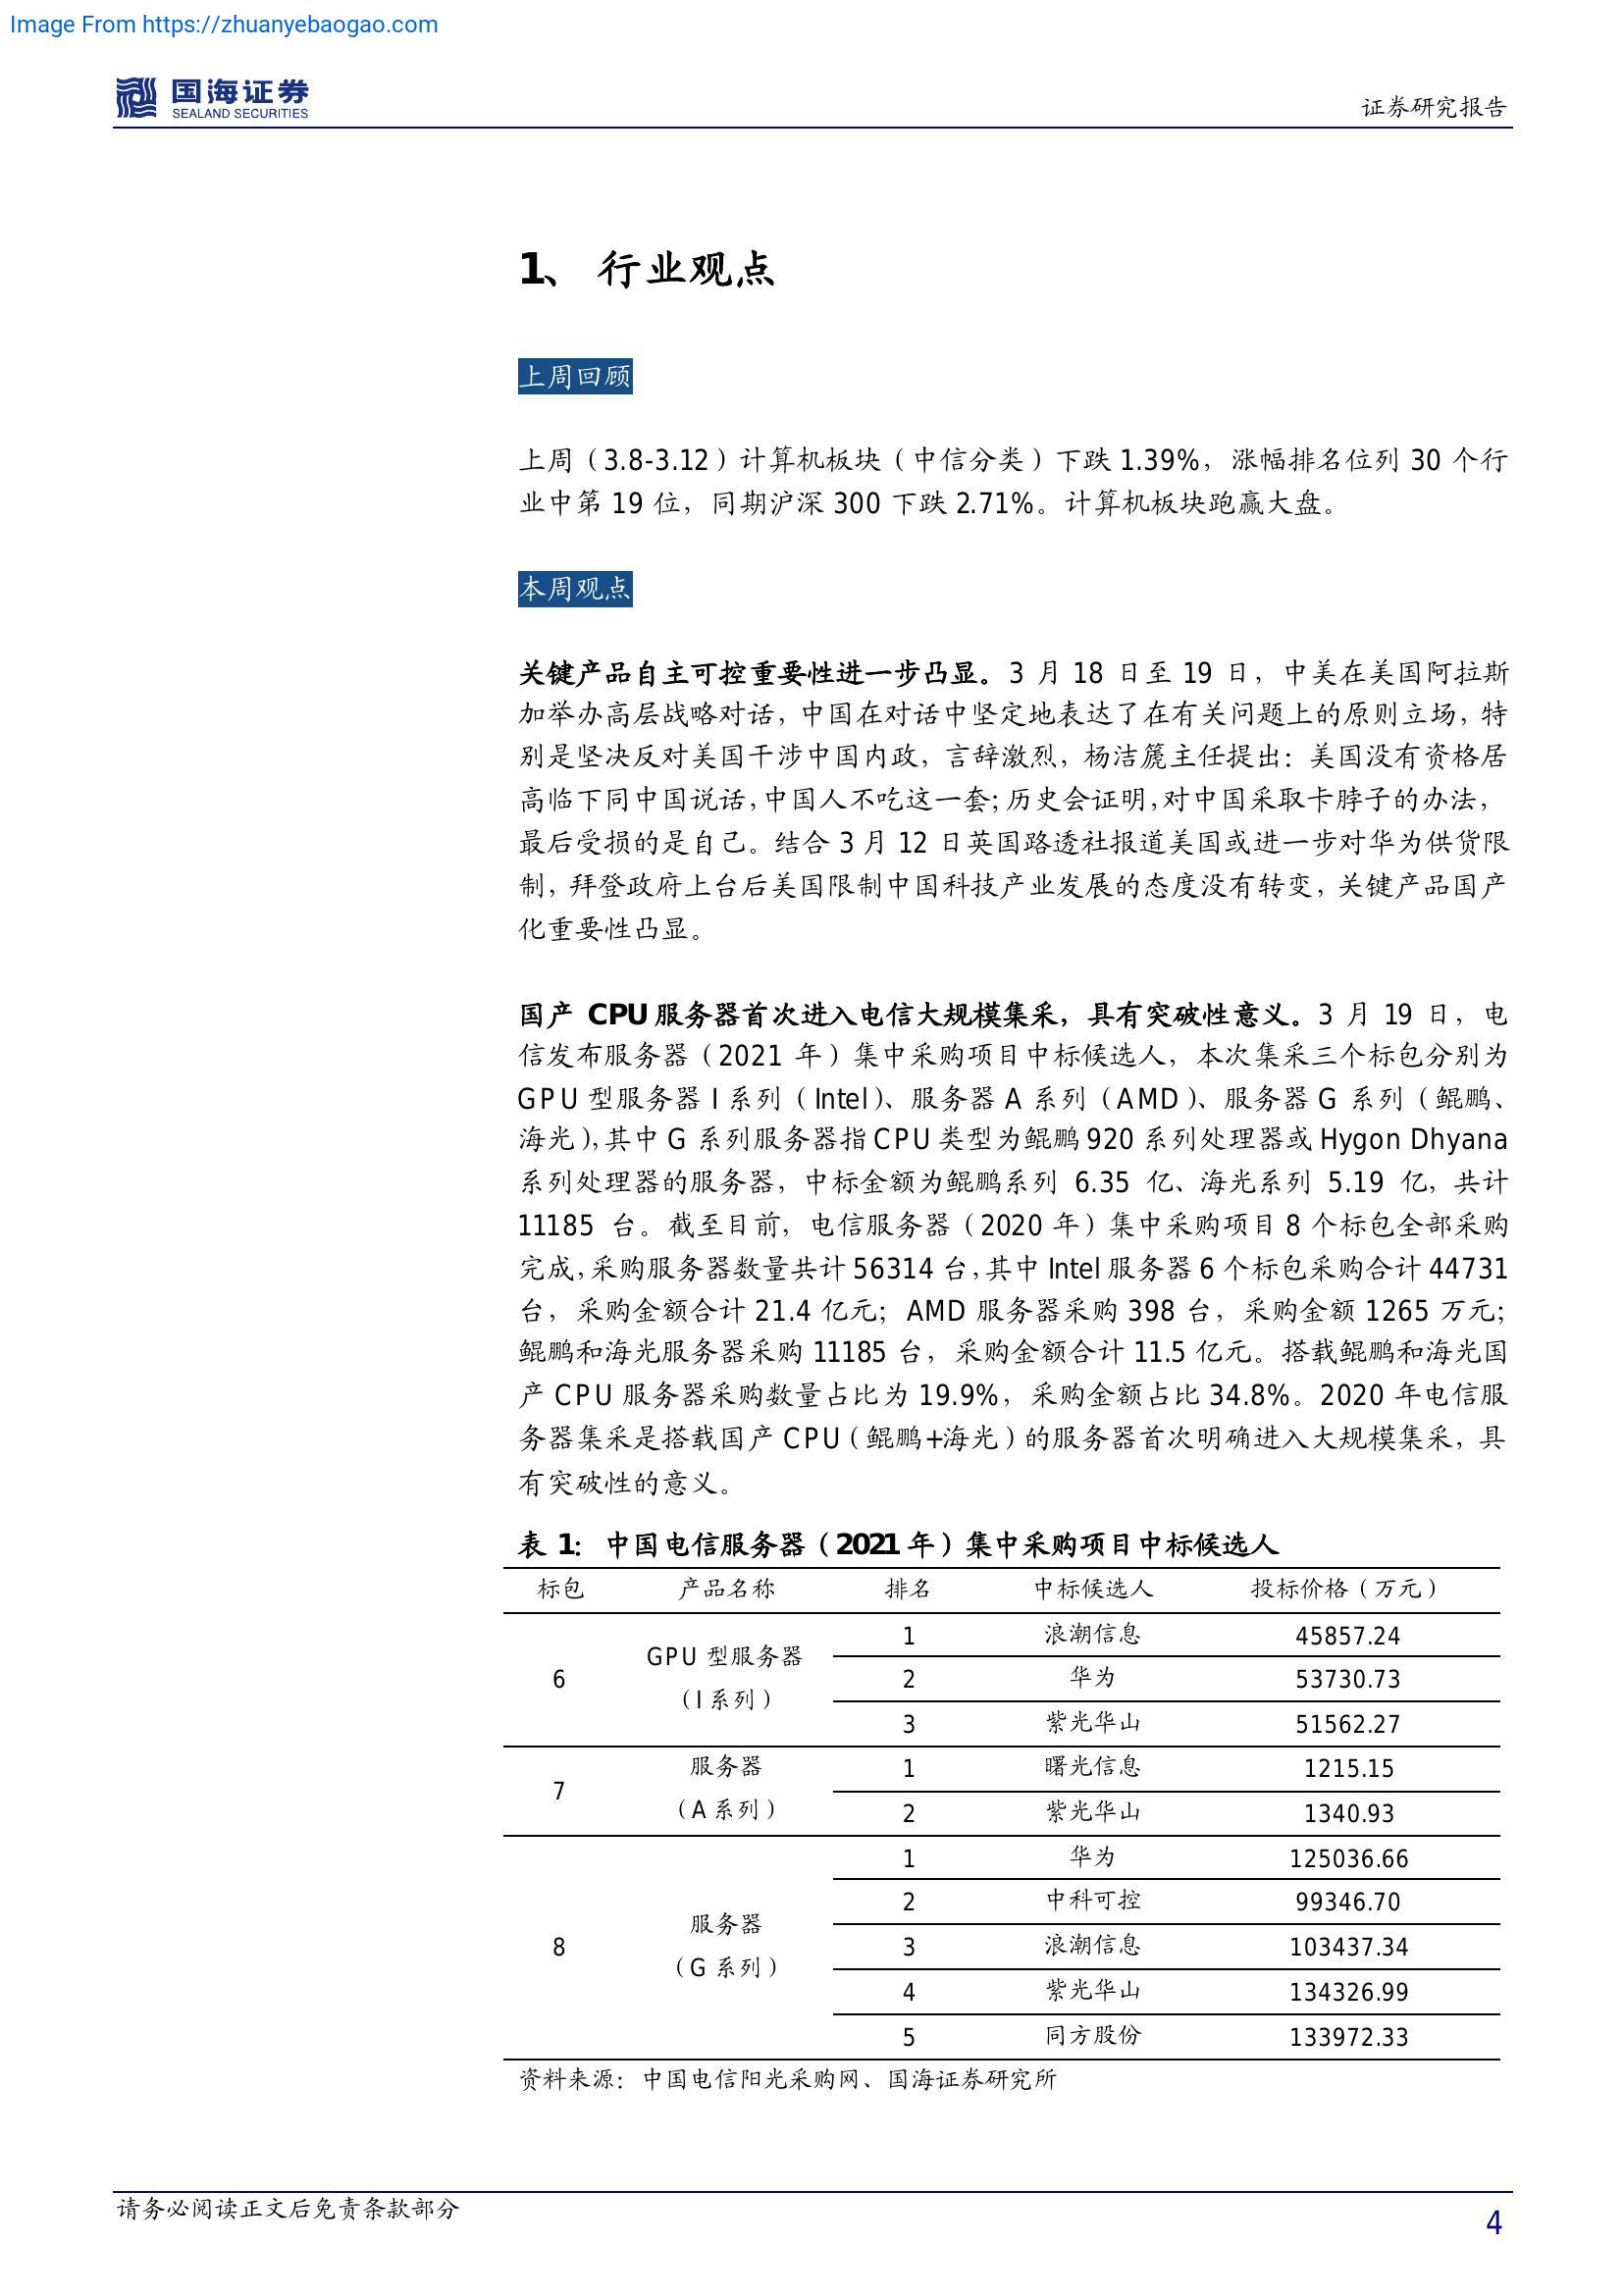 Image From https://zhuanyebaogao.com
国海证券
SEALAND SECURITIES
证券研究报告
1、 行业观点
上周回顾
上周（3.8-3.12）计算机板块（中信分类）下跌 1.39%，涨幅排名位列 30 个行
业中第 19 位，同期沪深 300 下跌 2.71%。计算机板块跑赢大盘。
本周观点
关键产品自主可控重要性进一步凸显。3 月 18 日至 19 日，中美在美国阿拉斯
加举办高层战略对话，中国在对话中坚定地表达了在有关问题上的原则立场，特
别是坚决反对美国干涉中国内政，言辞激烈，杨洁篪主任提出：美国没有资格居
高临下同中国说话，中国人不吃这一套；历史会证明，对中国采取卡脖子的办法，
最后受损的是自己。结合 3 月 12 日英国路透社报道美国或进一步对华为供货限
制，拜登政府上台后美国限制中国科技产业发展的态度没有转变，关键产品国产
化重要性凸显。
国产 CPU 服务器首次进入电信大规模集采，具有突破性意义。3 月 19 日，电
信发布服务器（2021 年）集中采购项目中标候选人，本次集采三个标包分别为
GPU 型服务器 I 系列（Intel）、服务器 A 系列（AMD）、服务器 G 系列（鲲鹏、
海光），其中 G 系列服务器指 CPU 类型为鲲鹏 920 系列处理器或 Hygon Dhyana
系列处理器的服务器，中标金额为鲲鹏系列 6.35 亿、海光系列 5.19 亿，共计
11185 台。截至目前，电信服务器（2020 年）集中采购项目 8 个标包全部采购
完成，采购服务器数量共计 56314 台，其中 Intel 服务器 6 个标包采购合计 44731
台，采购金额合计 21.4 亿元；AMD 服务器采购 398 台，采购金额 1265 万元；
鲲鹏和海光服务器采购 11185 台，采购金额合计 11.5 亿元。搭载鲲鹏和海光国
产 CPU 服务器采购数量占比为 19.9%，采购金额占比 34.8%。2020 年电信服
务器集采是搭载国产 CPU（鲲鹏+海光）的服务器首次明确进入大规模集采，具
有突破性的意义。
表 1： 中国电信服务器（2021 年）集中采购项目中标候选人
标包 产品名称 排名 中标候选人 投标价格（万元）
6 GPU 型服务器（I 系列） 1 浪潮信息 45857.24
2 华为 53730.73
3 紫光华山 51562.27
7 服务器（A 系列） 1 曙光信息 1215.15
2 紫光华山 1340.93
8 服务器（G 系列） 1 华为 125036.66
2 中科可控 99346.70
3 浪潮信息 103437.34
4 紫光华山 134326.99
5 同方股份 133972.33
资料来源：中国电信阳光采购网、国海证券研究所
请务必阅读正文后免责条款部分
4